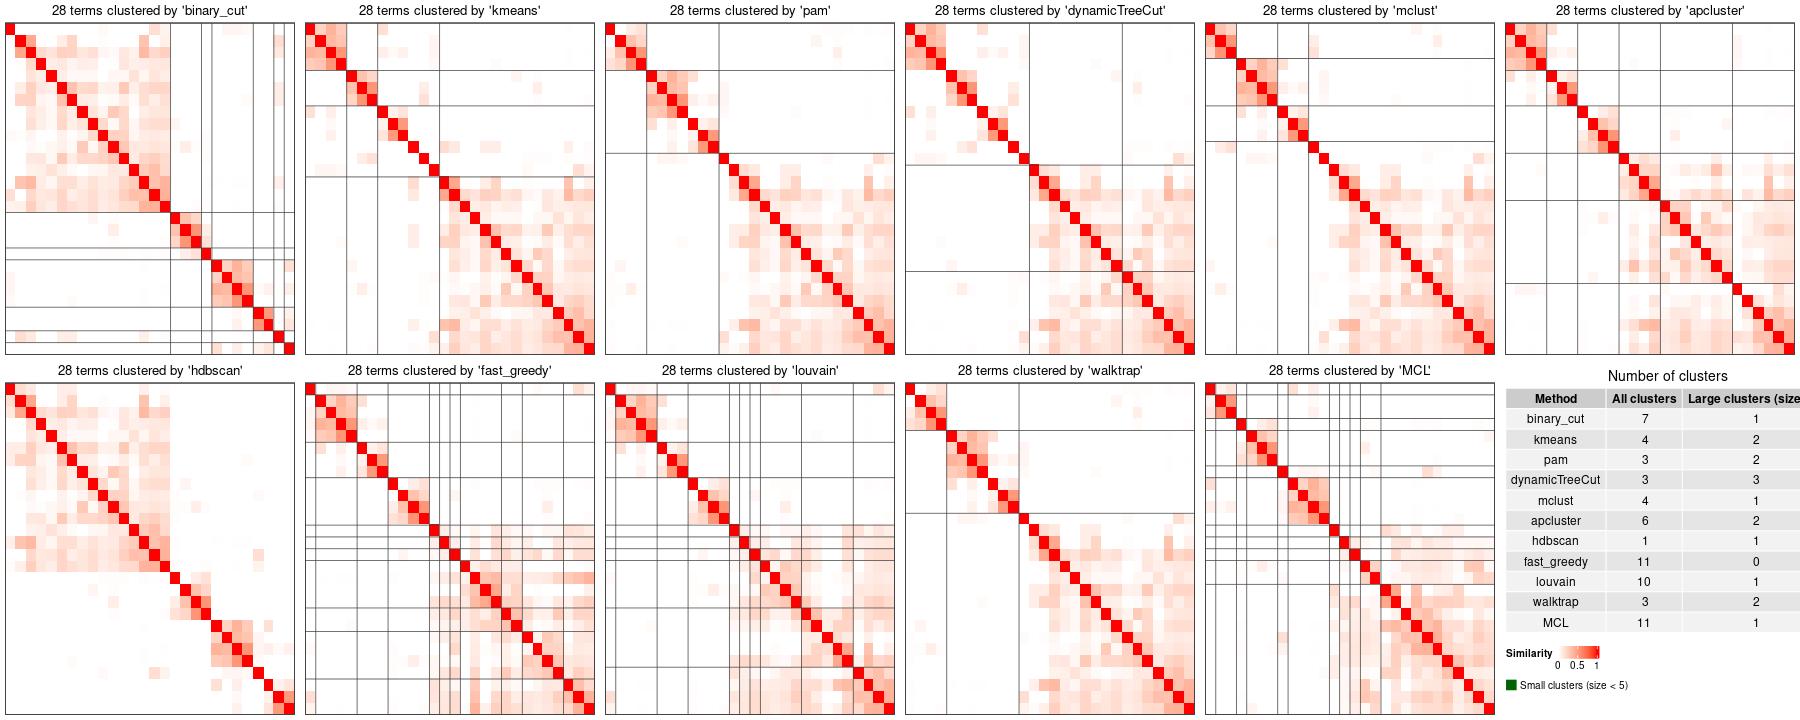 28 terms clustered by 'binary_cut'
28 terms clustered by 'kmeans'
28 terms clustered by 'pam'
28 terms clustered by 'dynamicTreeCut'
28 terms clustered by 'mclust'
28 terms clustered by 'apcluster'
28 terms clustered by 'hdbscan'
28 terms clustered by 'fast_greedy'
28 terms clustered by 'louvain'
28 terms clustered by 'walktrap'
28 terms clustered by 'MCL'
Number of clusters
Method All clusters Large clusters (size
binary_cut 7 1
kmeans 4 2
pam 3 2
dynamicTreeCut 3 3
mclust 4 1
apcluster 6 2
hdbscan 1 1
fast_greedy 11 0
louvain 10 1
walktrap 3 2
MCL 11 1
Similarity
0 0.5 1
Small clusters (size < 5)